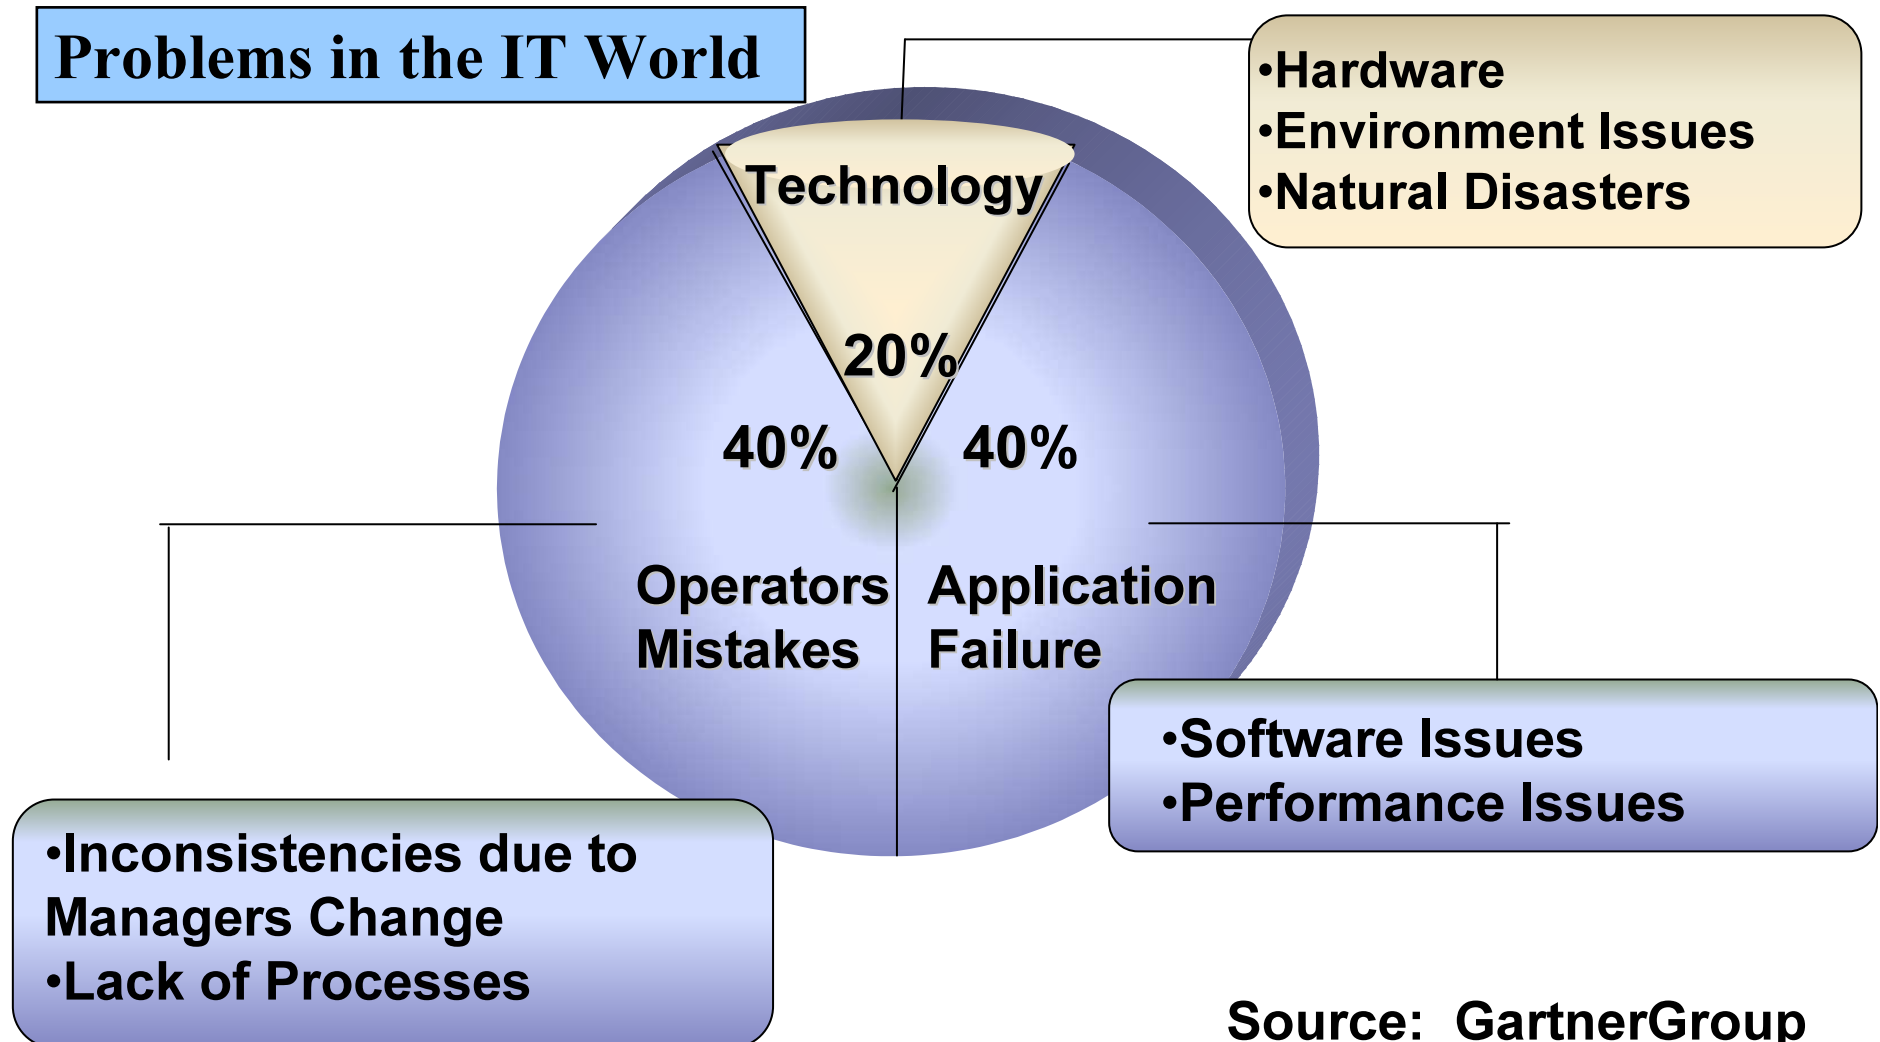 Problems in the IT World
•Hardware
•Environment Issues
•Natural Disasters
Technology
20%
40%
40%
Operators
Mistakes
Application
Failure
•Software Issues
•Performance Issues
•Inconsistencies due to
Managers Change
•Lack of Processes
Source: GartnerGroup